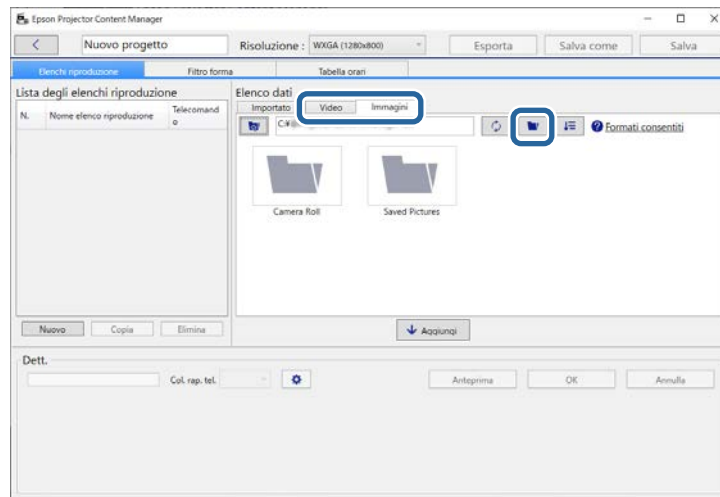 Epson Projector Content Manager
Nuovo progetto Risoluzione : WXGA (1280x800) Esporta Salva come Salva
Elenchi riproduzione Filtro forma Tabella orari
Lista degli elenchi riproduzione Elenco dati
N. Nome elenco riproduzione Telecomand
o
Importato Video Immagini
C:¥
Formati consentiti
Camera Roll Saved Pictures
Nuovo Copia Elimina Aggiungi
Dett.
Col. rap. tel. Anteprima OK Annulla